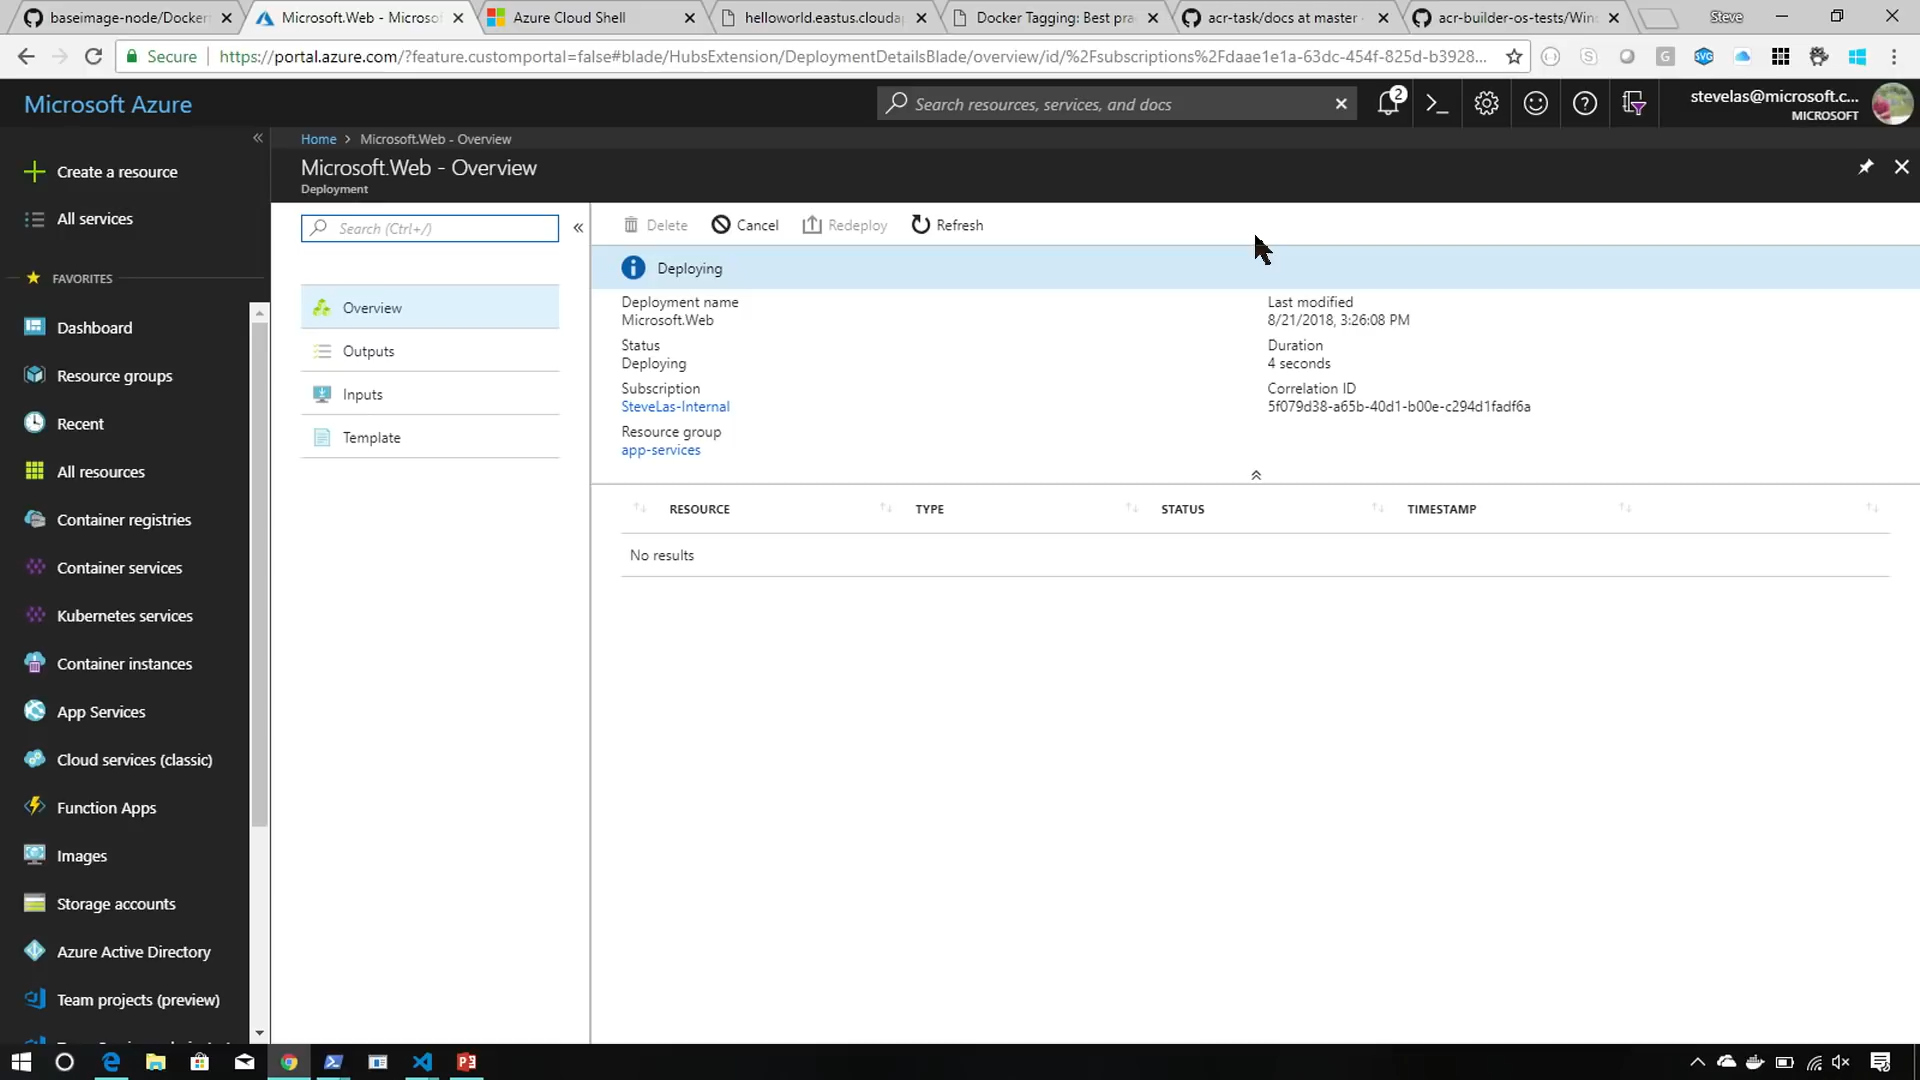 baseimage-node/Docker
Microsoft.Web - Microso
Azure Cloud Shell
helloworld.eastus.cloudap
Docker Tagging: Best pra
acr-task/docs at master
acr-builder-os-tests/Win
Steve
Secure
https://portal.azure.com/?feature.customportal=false#blade/HubsExtension/DeploymentDetailsBlade/overview/id/%2Fsubscriptions%2Fdaae1e1a-63dc-454f-825d-b3928...
Microsoft Azure
Search resources, services, and docs
2
stevelas@microsoft.c...
MICROSOFT
Create a resource
All services
FAVORITES
Dashboard
Resource groups
Recent
All resources
Container registries
Container services
Kubernetes services
Container instances
App Services
Cloud services (classic)
Function Apps
Images
Storage accounts
Azure Active Directory
Team projects (preview)
Home > Microsoft.Web - Overview
Microsoft.Web - Overview
Deployment
Search (Ctrl+/)
Overview
Outputs
Inputs
Template
Delete
Cancel
Redeploy
Refresh
Deploying
Deployment name
Microsoft.Web
Status
Deploying
Subscription
SteveLas-Internal
Resource group
app-services
Last modified
8/21/2018, 3:26:08 PM
Duration
4 seconds
Correlation ID
5f079d38-a65b-40d1-b00e-c294d1fadf6a
RESOURCE TYPE STATUS TIMESTAMP
No results